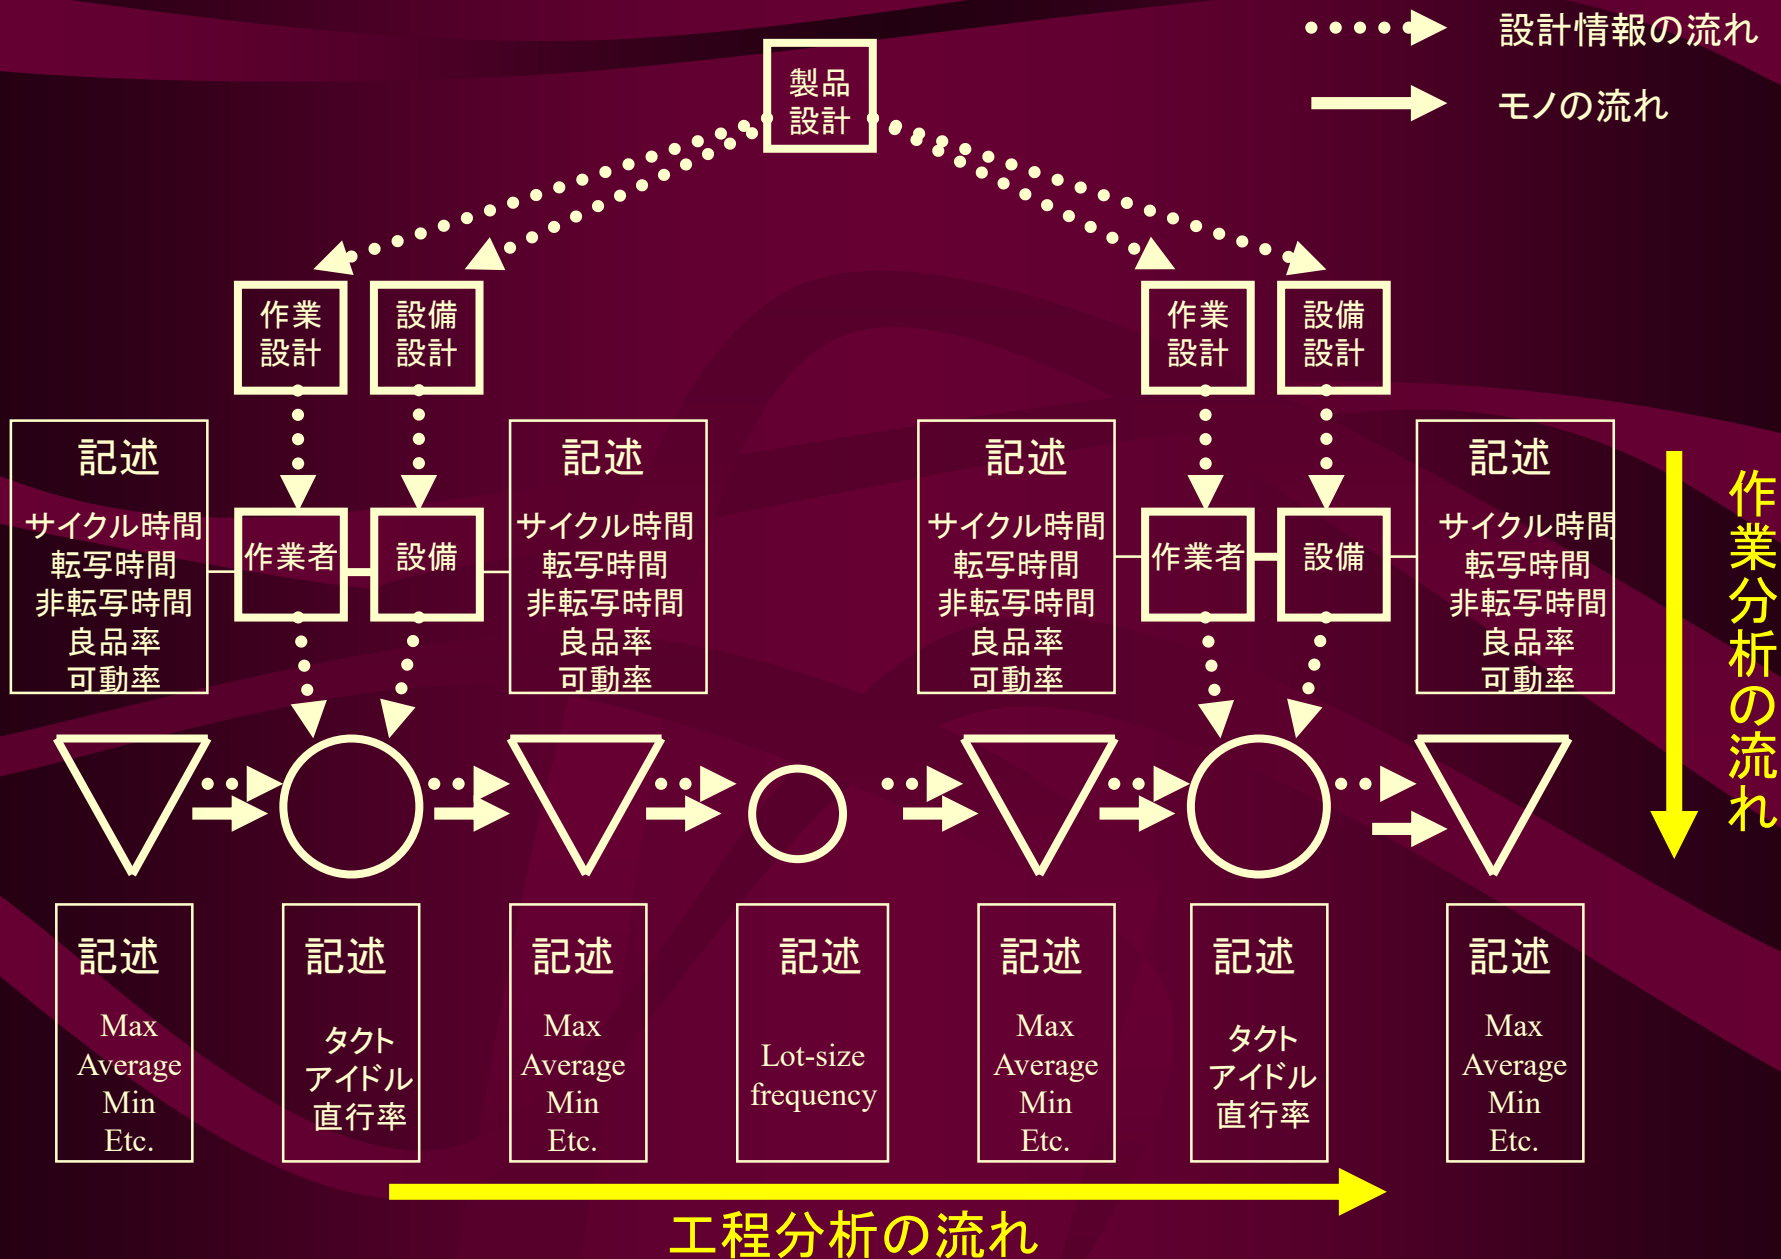 設計情報の流れ
モノの流れ
製品
設計
作業
設計
設備
設計
作業
設計
設備
設計
記述
サイクル時間
転写時間
非転写時間
良品率
可動率
作業者
設備
記述
サイクル時間
転写時間
非転写時間
良品率
可動率
記述
サイクル時間
転写時間
非転写時間
良品率
可動率
作業者
設備
記述
サイクル時間
転写時間
非転写時間
良品率
可動率
作業分析の流れ
記述
Max
Average
Min
Etc.
記述
タクト
アイドル
直行率
記述
Max
Average
Min
Etc.
記述
Lot-size
frequency
記述
Max
Average
Min
Etc.
記述
タクト
アイドル
直行率
記述
Max
Average
Min
Etc.
工程分析の流れ